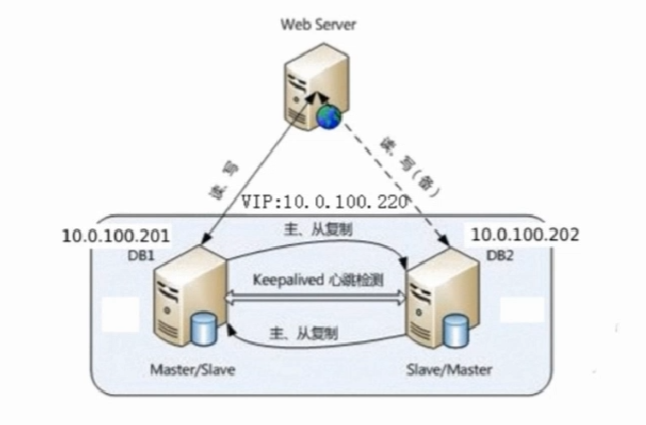 Web Server
读、写
读、写(备)
VIP:10.0.100.220
10.0.100.201
10.0.100.202
DB1
主、从复制
DB2
Keepalived 心跳检测
主、从复制
Master/Slave
Slave/Master